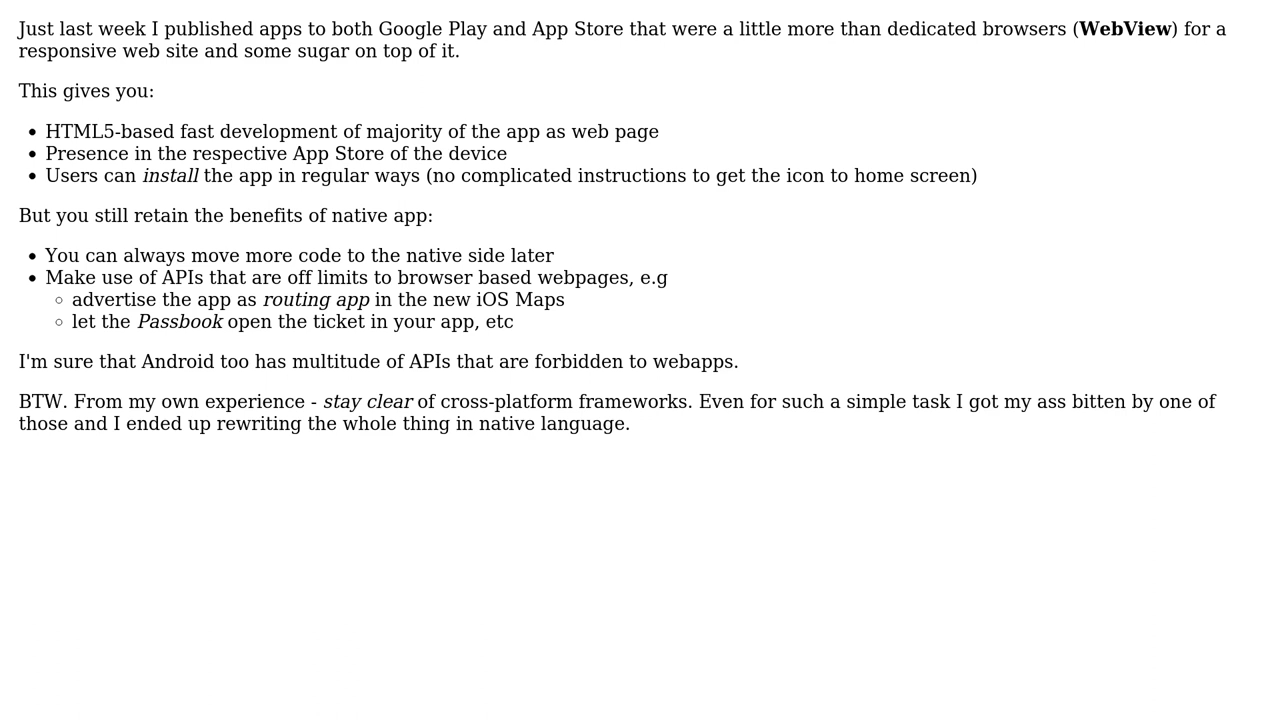 Just last week I published apps to both Google Play and App Store that were a little more than dedicated browsers (WebView) for a
responsive web site and some sugar on top of it.
This gives you:
• HTML5-based fast development of majority of the app as web page
• Presence in the respective App Store of the device
• Users can install the app in regular ways (no complicated instructions to get the icon to home screen)
But you still retain the benefits of native app:
• You can always move more code to the native side later
• Make use of APIs that are off limits to browser based webpages, e.g
◦ advertise the app as routing app in the new iOS Maps
◦ let the Passbook open the ticket in your app, etc
I'm sure that Android too has multitude of APIs that are forbidden to webapps.
BTW. From my own experience - stay clear of cross-platform frameworks. Even for such a simple task I got my ass bitten by one of
those and I ended up rewriting the whole thing in native language.